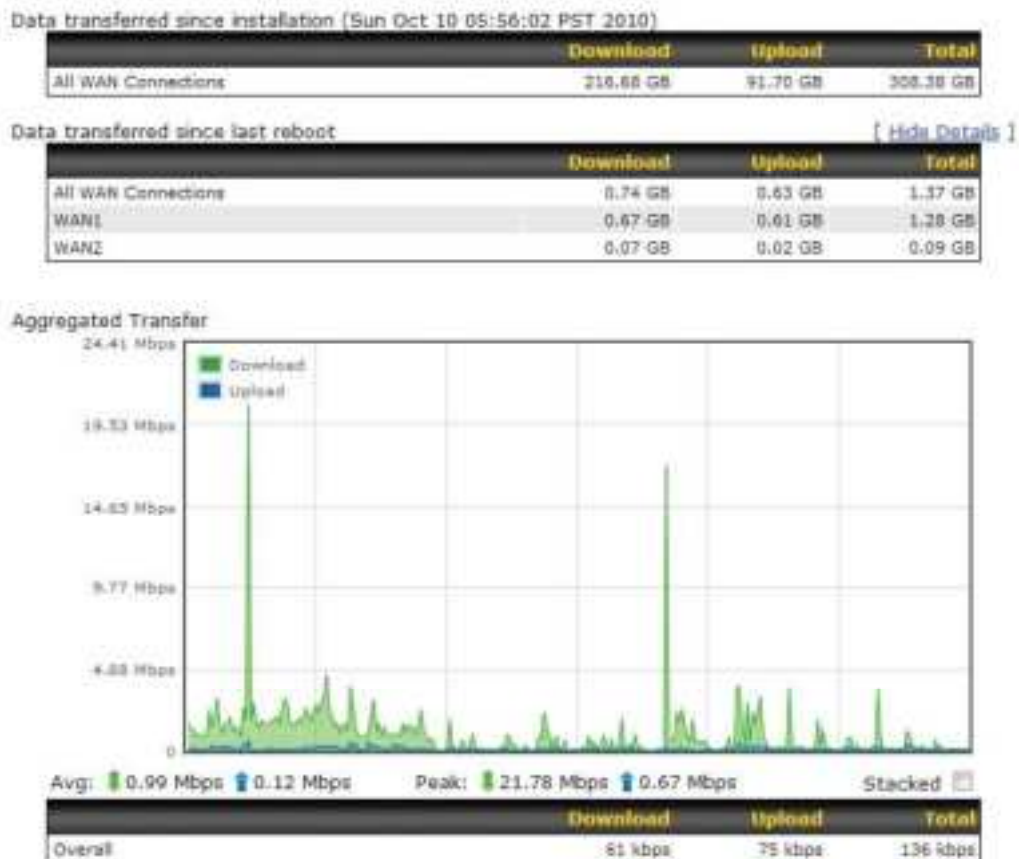 Data transferred since installation (Sun Oct 10 05:56:02 PST 2010)
Download Upload Total
All WAN Connections 216.68 GB 91.70 GB 308.38 GB
Data transferred since last reboot [ Hide Details ]
Download Upload Total
All WAN Connections 0.74 GB 0.63 GB 1.37 GB
WAN1 0.67 GB 0.61 GB 1.28 GB
WAN2 0.07 GB 0.02 GB 0.09 GB
Aggregated Transfer
24.41 Mbps
Download
Upload
19.53 Mbps
14.65 Mbps
9.77 Mbps
4.88 Mbps
0
Avg: 0.99 Mbps 0.12 Mbps Peak: 21.78 Mbps 0.67 Mbps Stacked
Download Upload Total
Overall 61 kbps 75 kbps 136 kbps